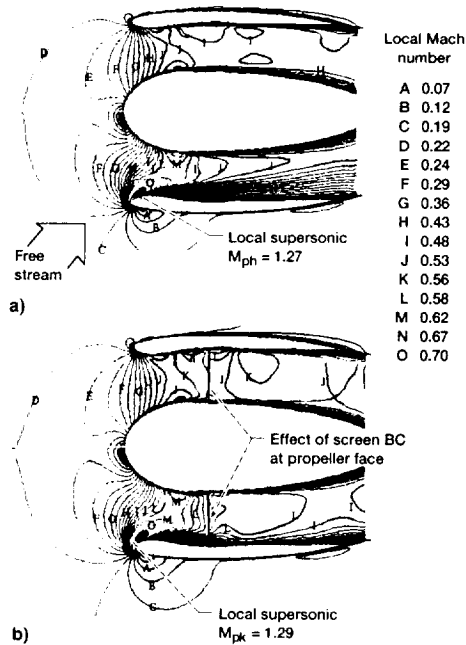 a)
Local Mach
number
A 0.07
B 0.12
C 0.19
D 0.22
E 0.24
F 0.29
G 0.36
H 0.43
I 0.48
J 0.53
K 0.56
L 0.58
M 0.62
N 0.67
O 0.70
D
E
F
G
H
I
H
M
O
B
C
Free
stream
Local supersonic
Mph = 1.27
b)
D
E
F
K
K
J
Effect of screen BC
at propeller face
M
M
O
B
Local supersonic
Mpk = 1.29